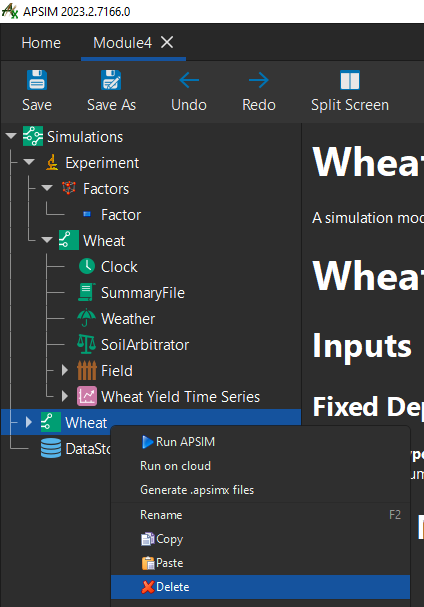 APSIM 2023.2.7166.0
Home Module4
Save Save As Undo Redo Split Screen
Simulations
Experiment
Factors
Factor
Wheat
Clock
SummaryFile
Weather
SoilArbitrator
Field
Wheat Yield Time Series
Wheat
DataSto
Run APSIM
Run on cloud
Generate .apsimx files
Rename F2
Copy
Paste
Delete
Wheat
A simulation mod
Wheat
Inputs
Fixed Dep